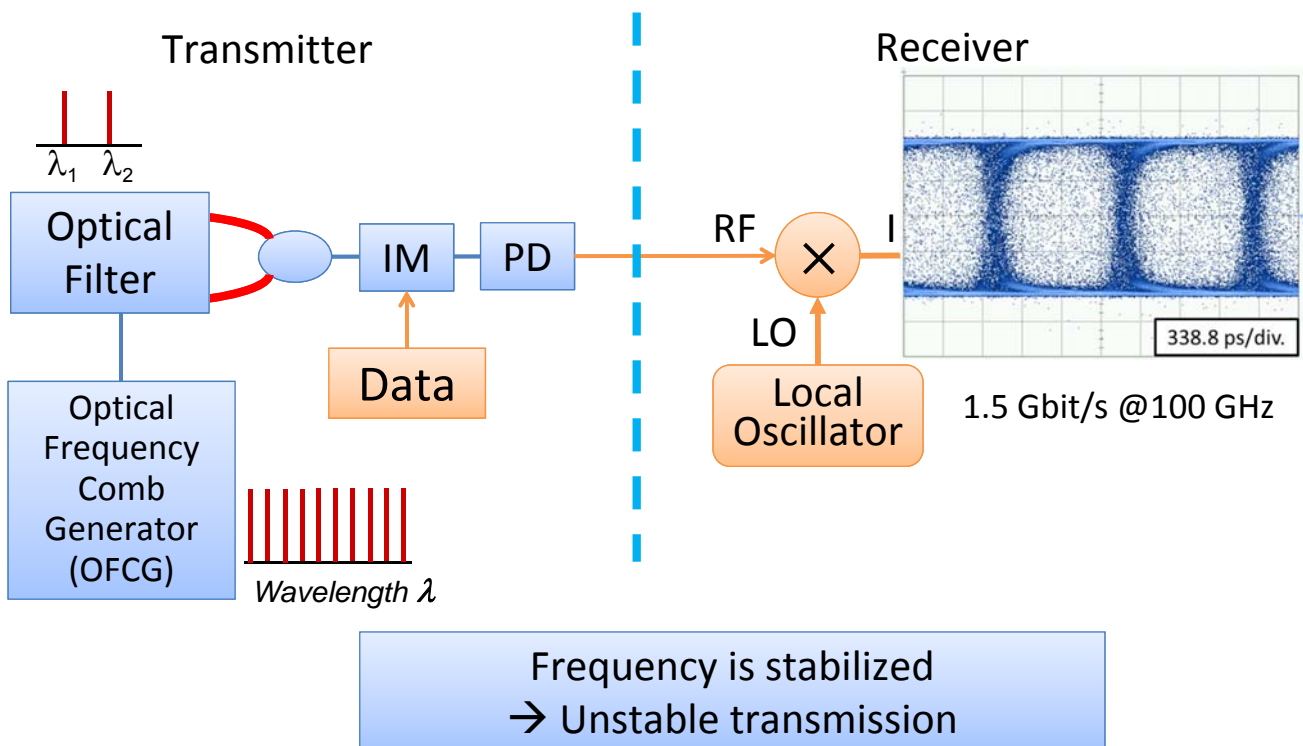 Transmitter
Receiver
λ1 λ2
Optical
Filter
IM
PD
RF
×
I
LO
338.8 ps/div.
Data
Local
Oscillator
1.5 Gbit/s @100 GHz
Optical
Frequency
Comb
Generator
(OFCG)
Wavelength λ
Frequency is stabilized
→ Unstable transmission